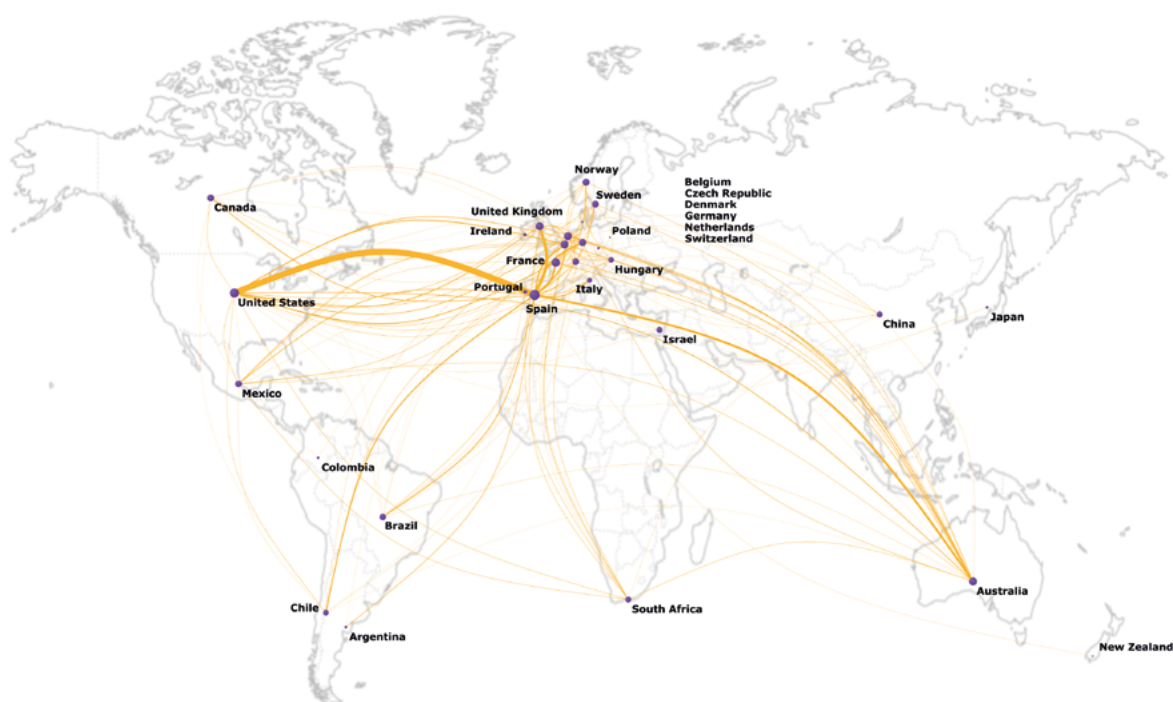 Norway
Belgium
Sweden
Czech Republic
Canada
Denmark
United Kingdom
Germany
Ireland
Poland
Netherlands
Switzerland
France
Hungary
Portugal
Italy
United States
Spain
China
Japan
Israel
Mexico
Colombia
Brazil
Australia
Chile
South Africa
Argentina
New Zealand